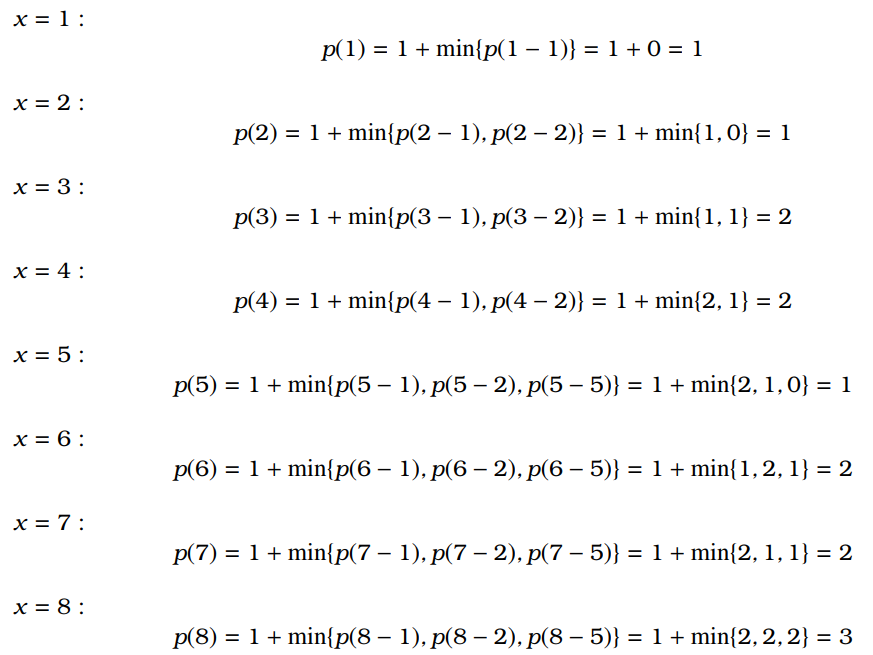 x = 1 :
p(1) = 1 + min{p(1 − 1)} = 1 + 0 = 1
x = 2 :
p(2) = 1 + min{p(2 − 1), p(2 − 2)} = 1 + min{1, 0} = 1
x = 3 :
p(3) = 1 + min{p(3 − 1), p(3 − 2)} = 1 + min{1, 1} = 2
x = 4 :
p(4) = 1 + min{p(4 − 1), p(4 − 2)} = 1 + min{2, 1} = 2
x = 5 :
p(5) = 1 + min{p(5 − 1), p(5 − 2), p(5 − 5)} = 1 + min{2, 1, 0} = 1
x = 6 :
p(6) = 1 + min{p(6 − 1), p(6 − 2), p(6 − 5)} = 1 + min{1, 2, 1} = 2
x = 7 :
p(7) = 1 + min{p(7 − 1), p(7 − 2), p(7 − 5)} = 1 + min{2, 1, 1} = 2
x = 8 :
p(8) = 1 + min{p(8 − 1), p(8 − 2), p(8 − 5)} = 1 + min{2, 2, 2} = 3